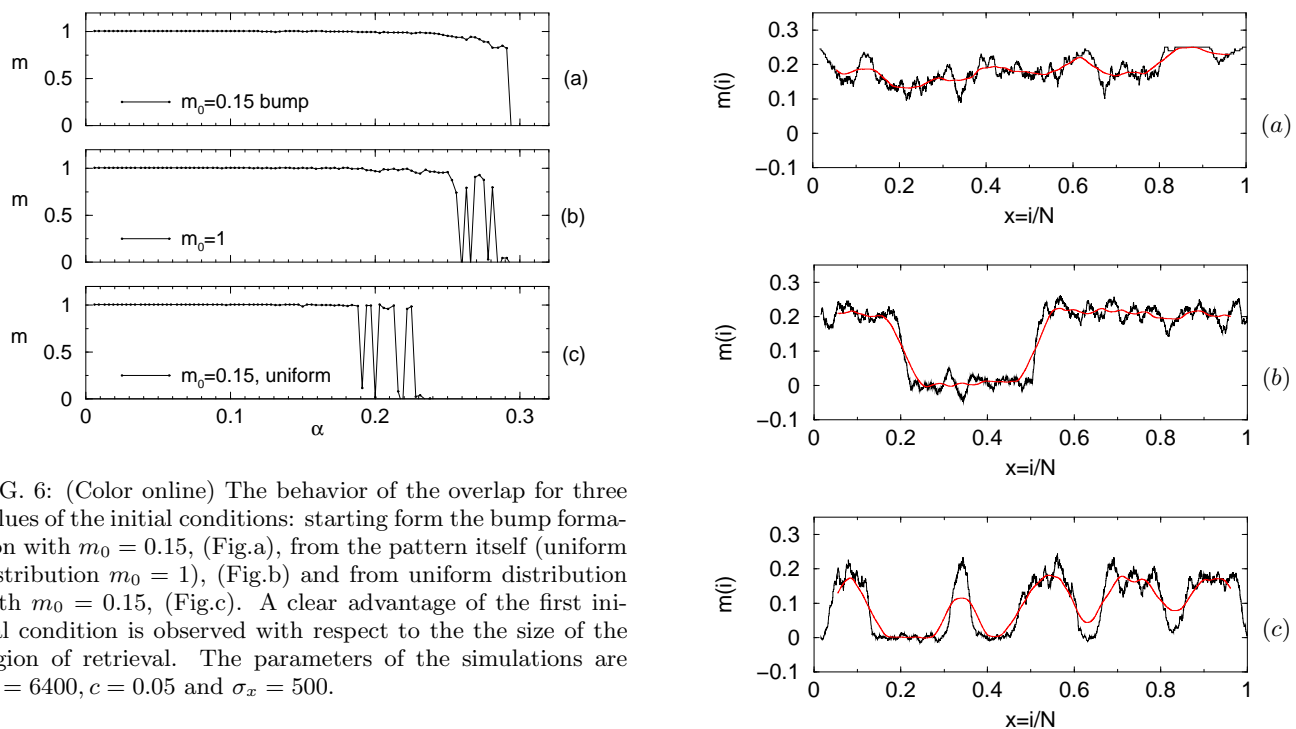 1
m
0.5
0
m₀=0.15 bump
(a)
1
m
0.5
0
m₀=1
(b)
1
m
0.5
0
m₀=0.15, uniform
(c)
0
0.1
0.2
0.3
α
G. 6: (Color online) The behavior of the overlap for three
lues of the initial conditions: starting form the bump forma-
on with m₀ = 0.15, (Fig.a), from the pattern itself (uniform
stribution m₀ = 1), (Fig.b) and from uniform distribution
th m₀ = 0.15, (Fig.c). A clear advantage of the first ini-
al condition is observed with respect to the the size of the
gion of retrieval. The parameters of the simulations are
= 6400, c = 0.05 and σₓ = 500.
0.3
0.2
0.1
0
−0.1
m(i)
0
0.2
0.4
0.6
0.8
1
x=i/N
(a)
0.3
0.2
0.1
0
−0.1
m(i)
0
0.2
0.4
0.6
0.8
1
x=i/N
(b)
0.3
0.2
0.1
0
−0.1
m(i)
0
0.2
0.4
0.6
0.8
1
x=i/N
(c)